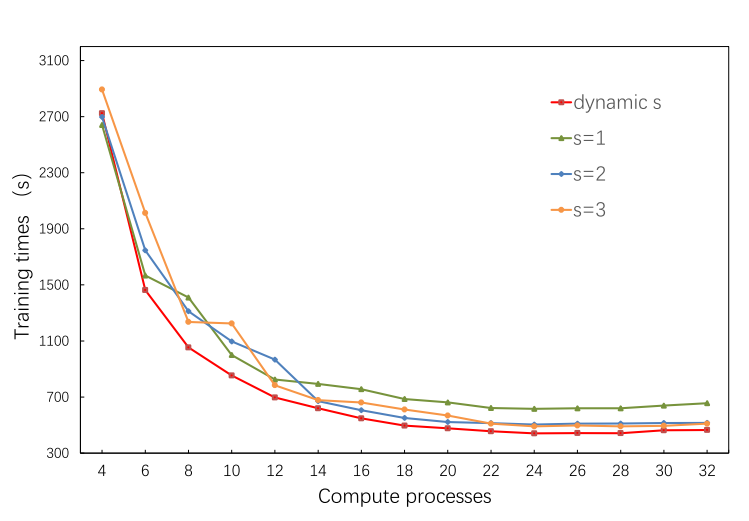 3100
2700
2300
1900
1500
1100
700
300
Training times （s）
dynamic s
s=1
s=2
s=3
4 6 8 10 12 14 16 18 20 22 24 26 28 30 32
Compute processes